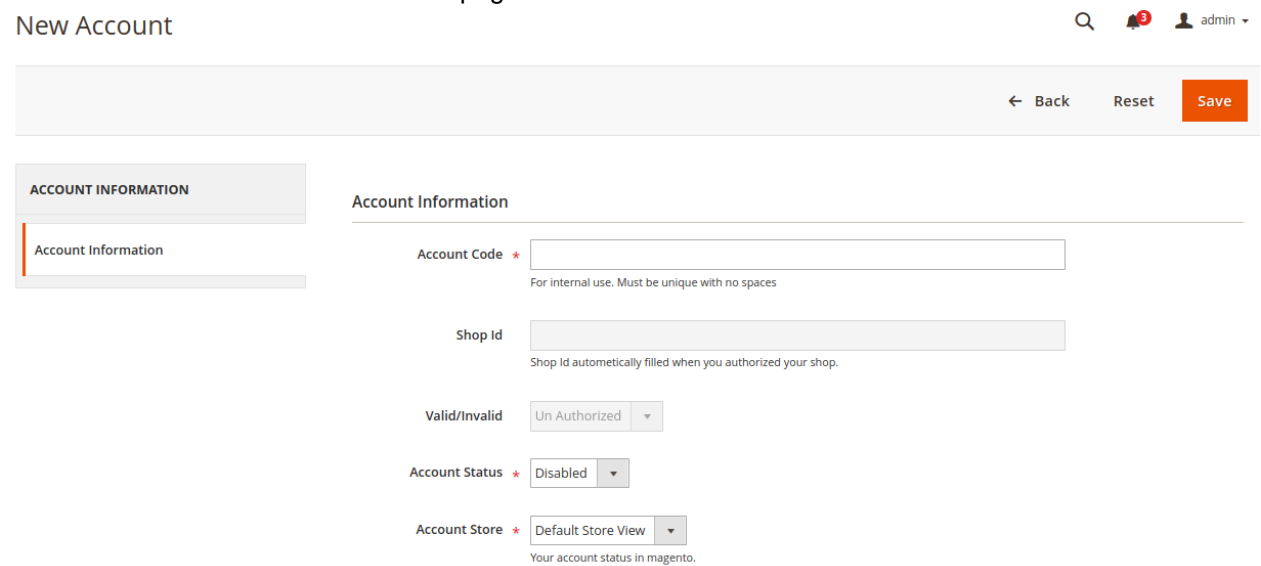 New Account
3
admin
← Back Reset Save
ACCOUNT INFORMATION
Account Information
Account Information
Account Code *
For internal use. Must be unique with no spaces
Shop Id
Shop Id autometically filled when you authorized your shop.
Valid/Invalid Un Authorized
Account Status * Disabled
Account Store * Default Store View
Your account status in magento.